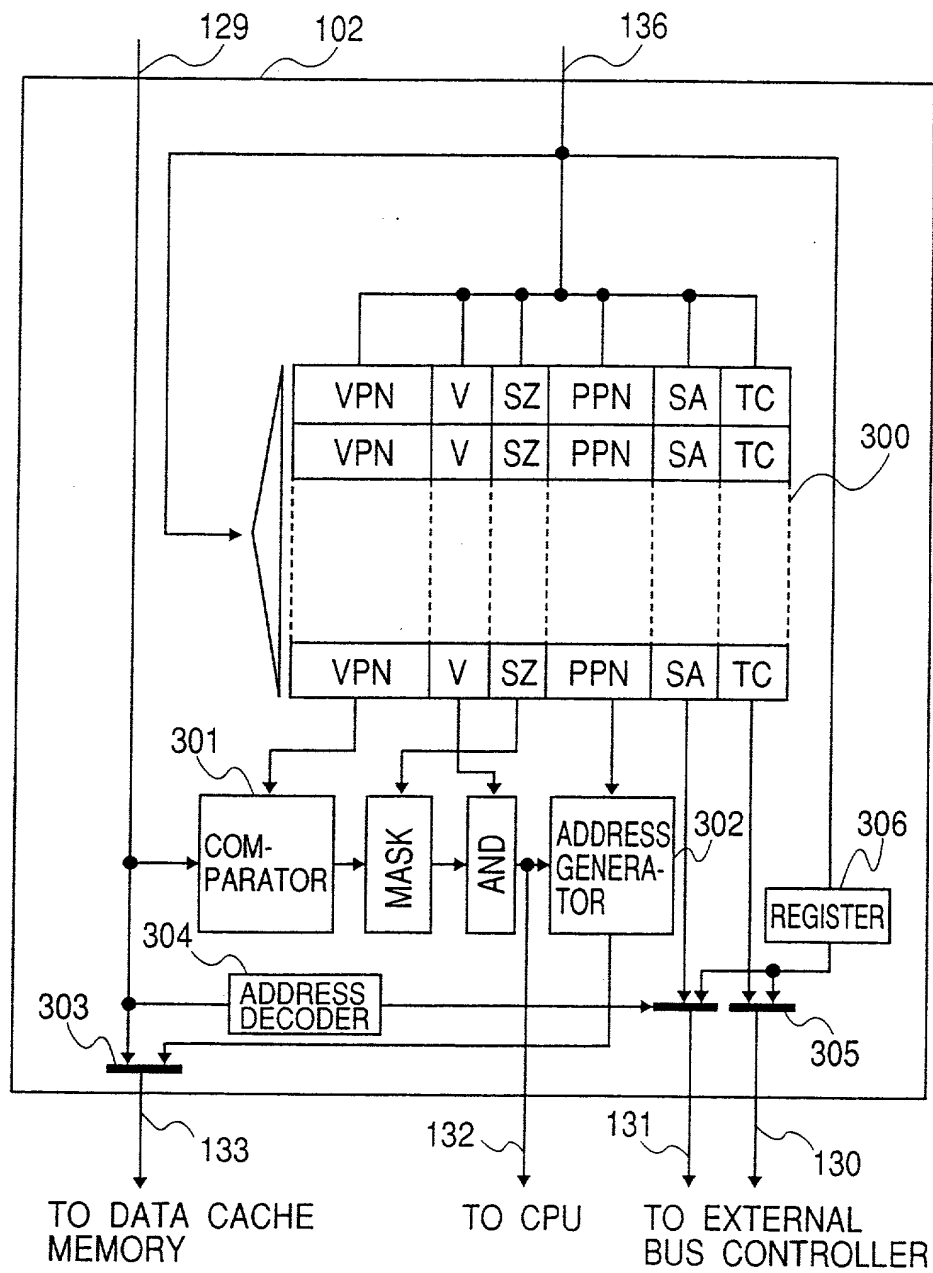 129
102
136
VPN V SZ PPN SA TC
VPN V SZ PPN SA TC
300
VPN V SZ PPN SA TC
301
COM-
PARATOR
MASK
AND
ADDRESS
GENERA-
TOR
302
306
REGISTER
304
ADDRESS
DECODER
303
305
133
132
131
130
TO DATA CACHE
MEMORY
TO CPU
TO EXTERNAL
BUS CONTROLLER